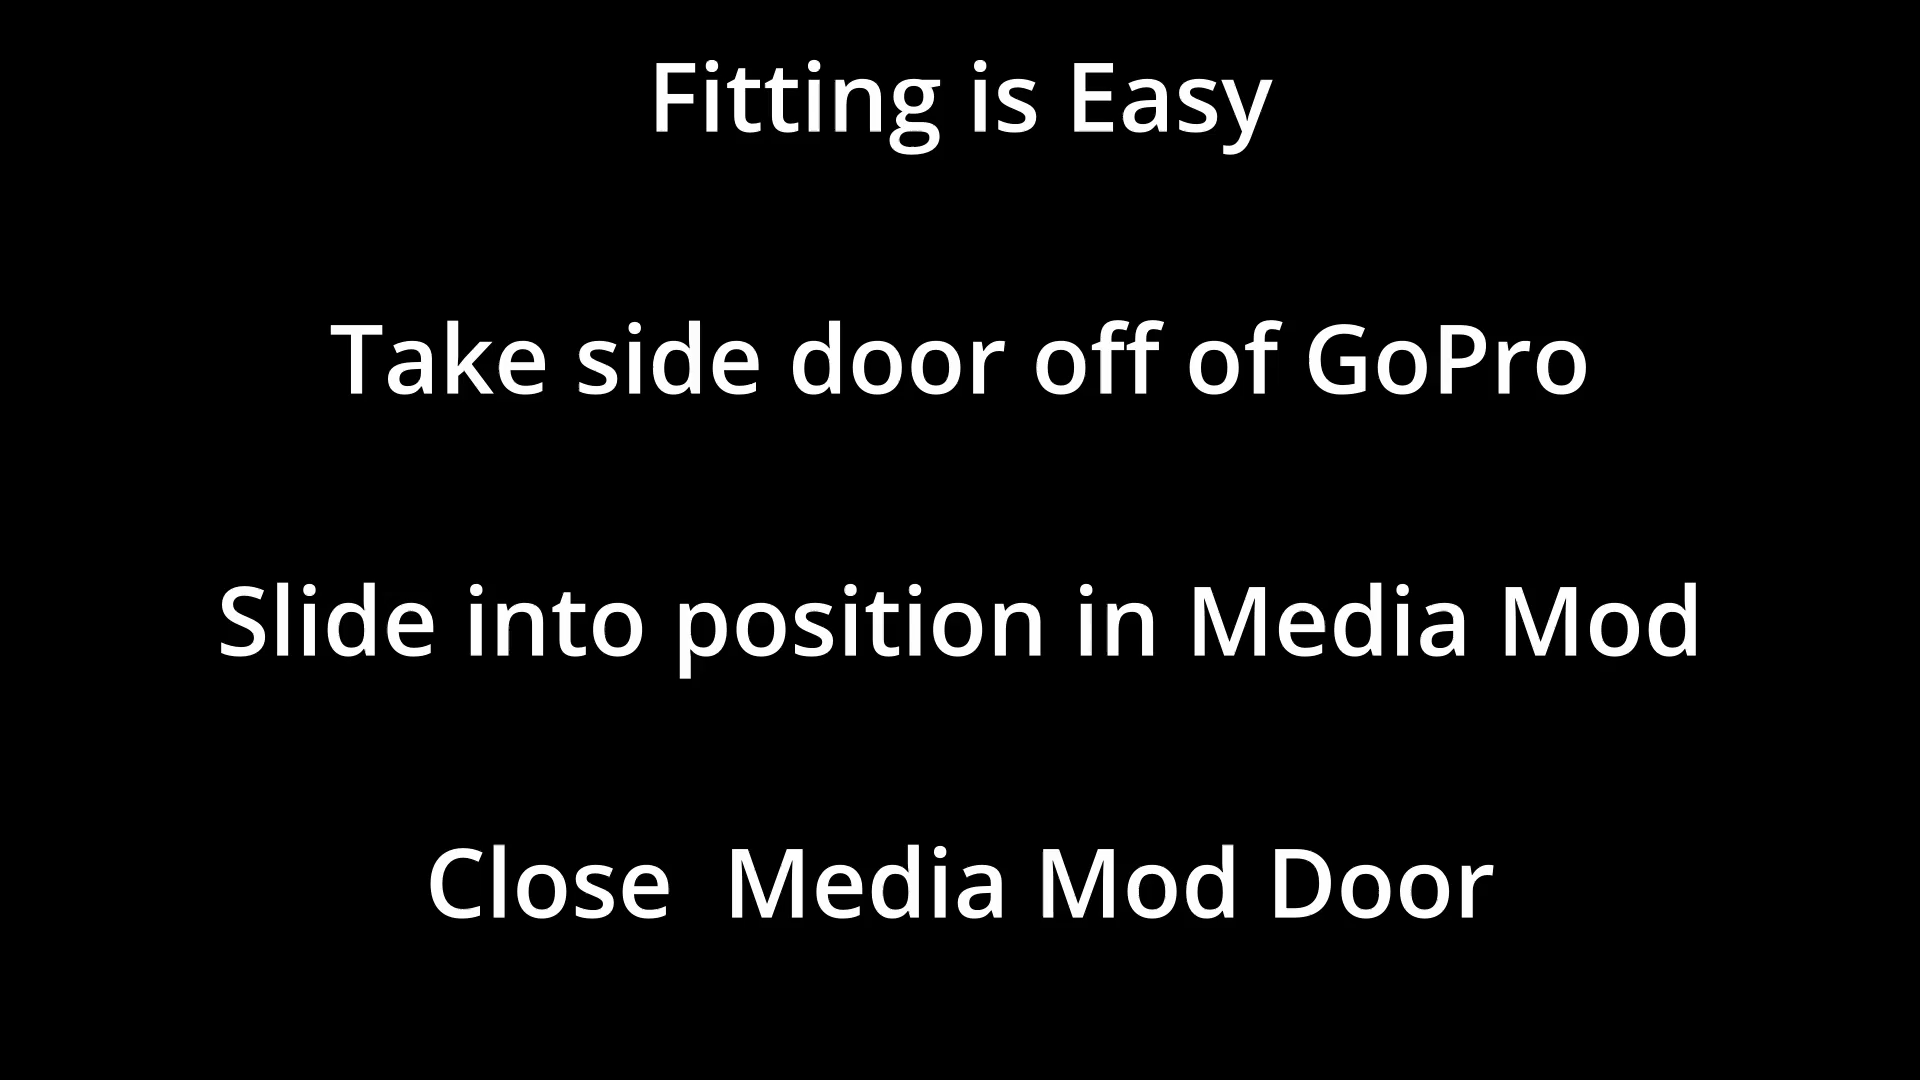 Fitting is Easy
Take side door off of GoPro
Slide into position in Media Mod
Close  Media Mod Door